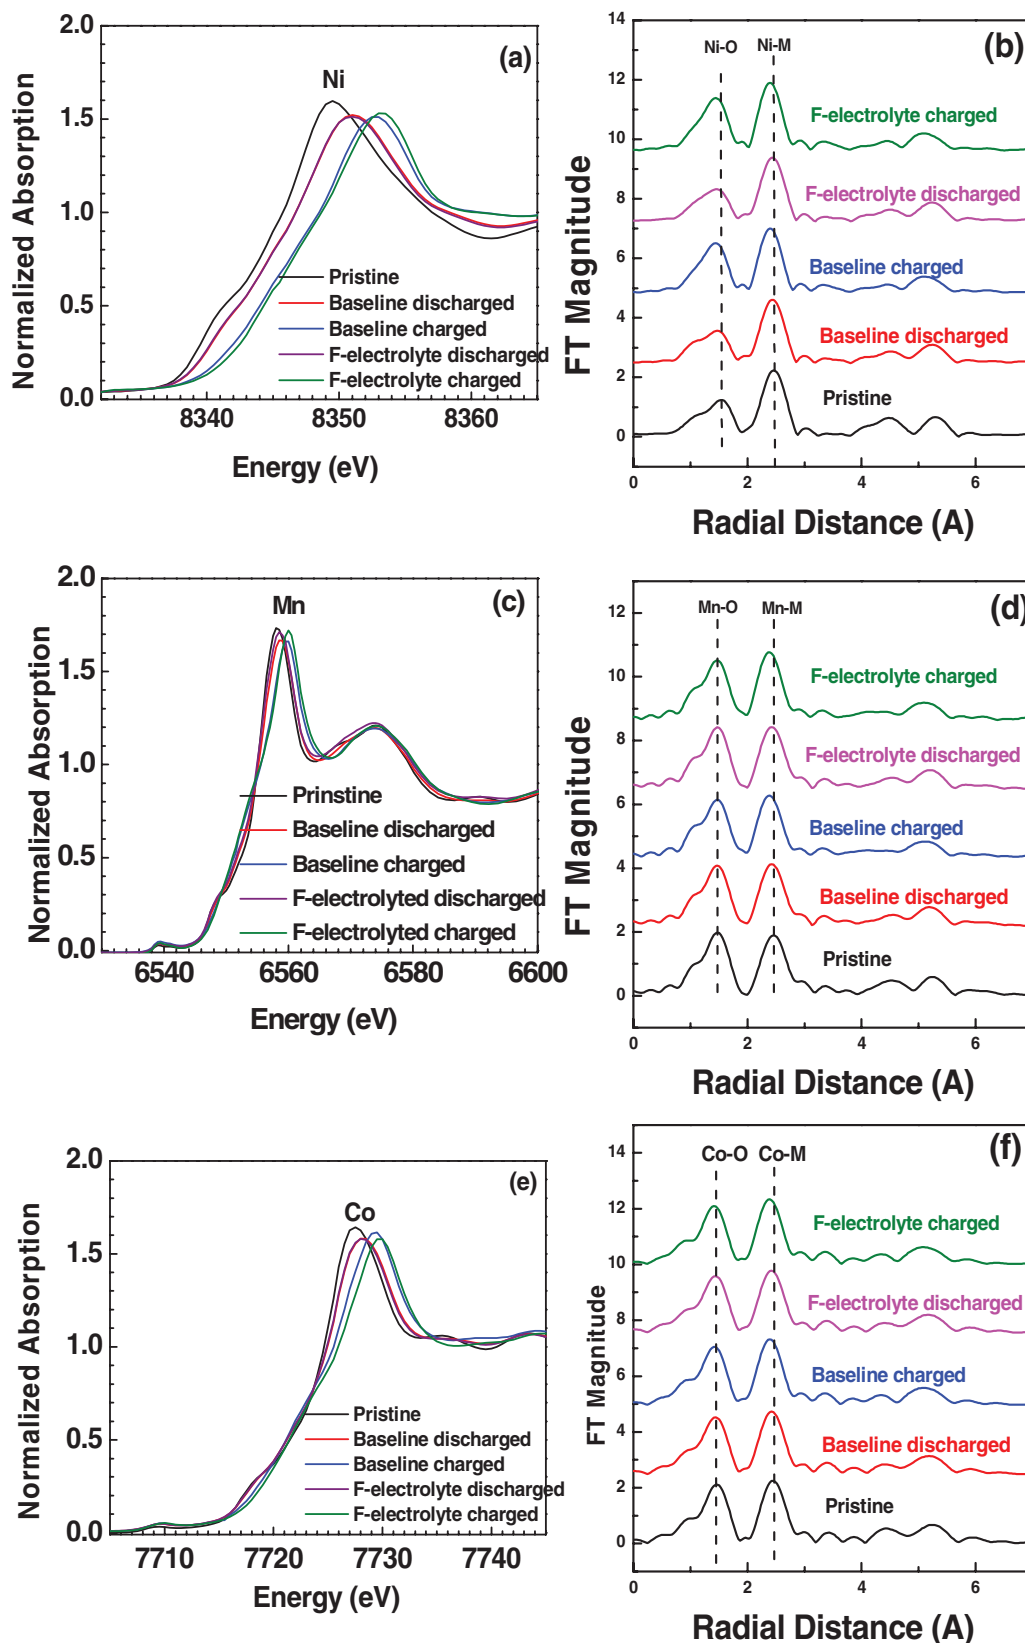 (a)
Ni
2.0
1.5
1.0
0.5
0.0
Normalized Absorption
Pristine
Baseline discharged
Baseline charged
F-electrolyte discharged
F-electrolyte charged
8340 8350 8360
Energy (eV)
(b)
Ni-O Ni-M
14
12
10
8
6
4
2
0
FT Magnitude
F-electrolyte charged
F-electrolyte discharged
Baseline charged
Baseline discharged
Pristine
0 2 4 6
Radial Distance (A)
(c)
Mn
2.0
1.5
1.0
0.5
0.0
Normalized Absorption
Prinstine
Baseline discharged
Baseline charged
F-electrolyted discharged
F-electrolyted charged
6540 6560 6580 6600
Energy (eV)
(d)
Mn-O Mn-M
12
10
8
6
4
2
0
FT Magnitude
F-electrolyte charged
F-electrolyte discharged
Baseline charged
Baseline discharged
Pristine
0 2 4 6
Radial Distance (A)
(e)
Co
2.0
1.5
1.0
0.5
0.0
Normalized Absorption
Pristine
Baseline discharged
Baseline charged
F-electrolyte discharged
F-electrolyte charged
7710 7720 7730 7740
Energy (eV)
(f)
Co-O Co-M
14
12
10
8
6
4
2
0
FT Magnitude
F-electrolyte charged
F-electrolyte discharged
Baseline charged
Baseline discharged
Pristine
0 2 4 6
Radial Distance (A)